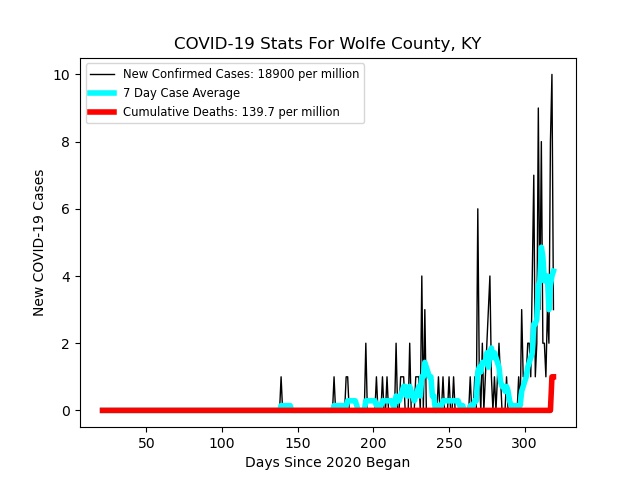 COVID-19 Stats For Wolfe County, KY
New Confirmed Cases: 18900 per million
7 Day Case Average
Cumulative Deaths: 139.7 per million
New COVID-19 Cases
10
8
6
4
2
0
50 100 150 200 250 300
Days Since 2020 Began